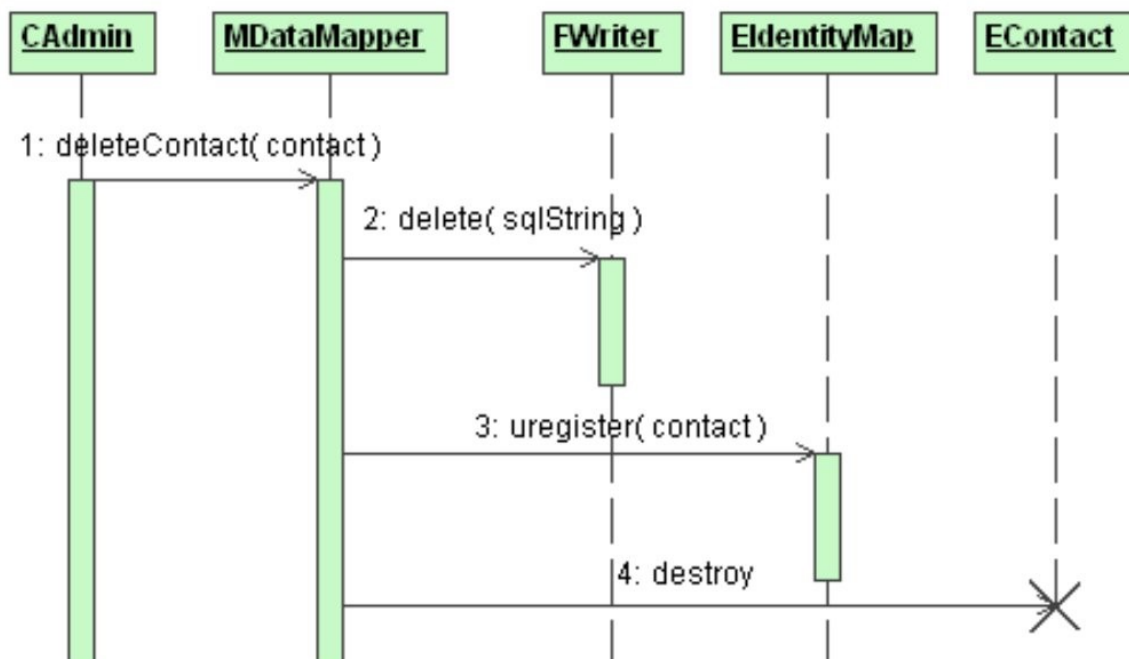 CAdmin MDataMapper FWriter EIdentityMap EContact
1: deleteContact( contact )
2: delete( sqlString )
3: uregister( contact )
4: destroy